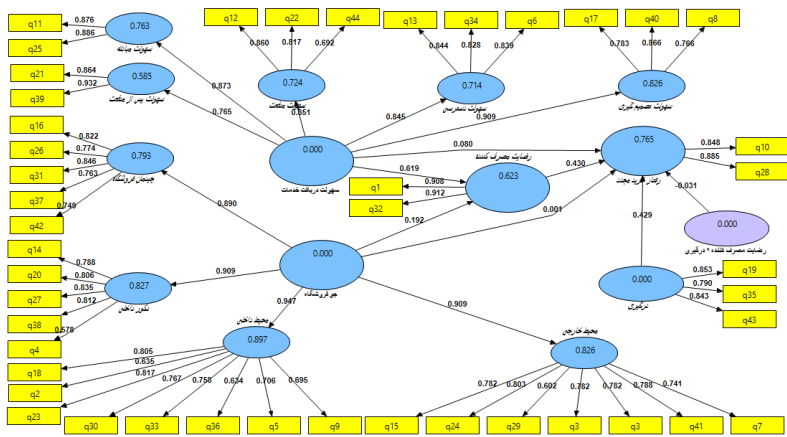 q12
q22
q44
q13
q34
q6
q17
q40
q8
q11
q25
0.876
0.886
0.763
سهولت مبادله
0.860
0.817
0.692
0.844
0.828
0.839
0.783
0.866
0.766
q21
q39
0.864
0.932
0.585
سهولت پس از منفعت
0.724
سهولت منفعت
0.714
سهولت دسترسی
0.826
سهولت تصمیم گیری
0.873
0.765
0.851
0.845
0.909
q16
q26
q31
q37
q42
0.822
0.774
0.846
0.763
0.749
0.793
چیدمان فروشگاه
0.000
سهولت دریافت خدمات
0.080
0.619
رضایت مصرف کننده
0.623
0.430
0.765
رفتار خرید مجدد
0.848
0.885
q10
q28
q1
q32
0.908
0.912
0.890
0.192
0.001
0.429
-0.031
0.000
رضایت مصرف کننده * درگیری
q14
q20
q27
q38
q4
0.788
0.806
0.835
0.812
0.578
0.827
دکور داخلی
0.909
0.000
جو فروشگاه
0.947
0.909
0.000
درگیری
0.853
0.790
0.843
q19
q35
q43
محیط داخلی
0.897
محیط خارجی
0.826
q18
q2
q23
0.805
0.635
0.817
0.767
0.758
0.634
0.706
0.695
0.782
0.803
0.602
0.782
0.782
0.788
0.741
q30
q33
q36
q5
q9
q15
q24
q29
q3
q3
q41
q7